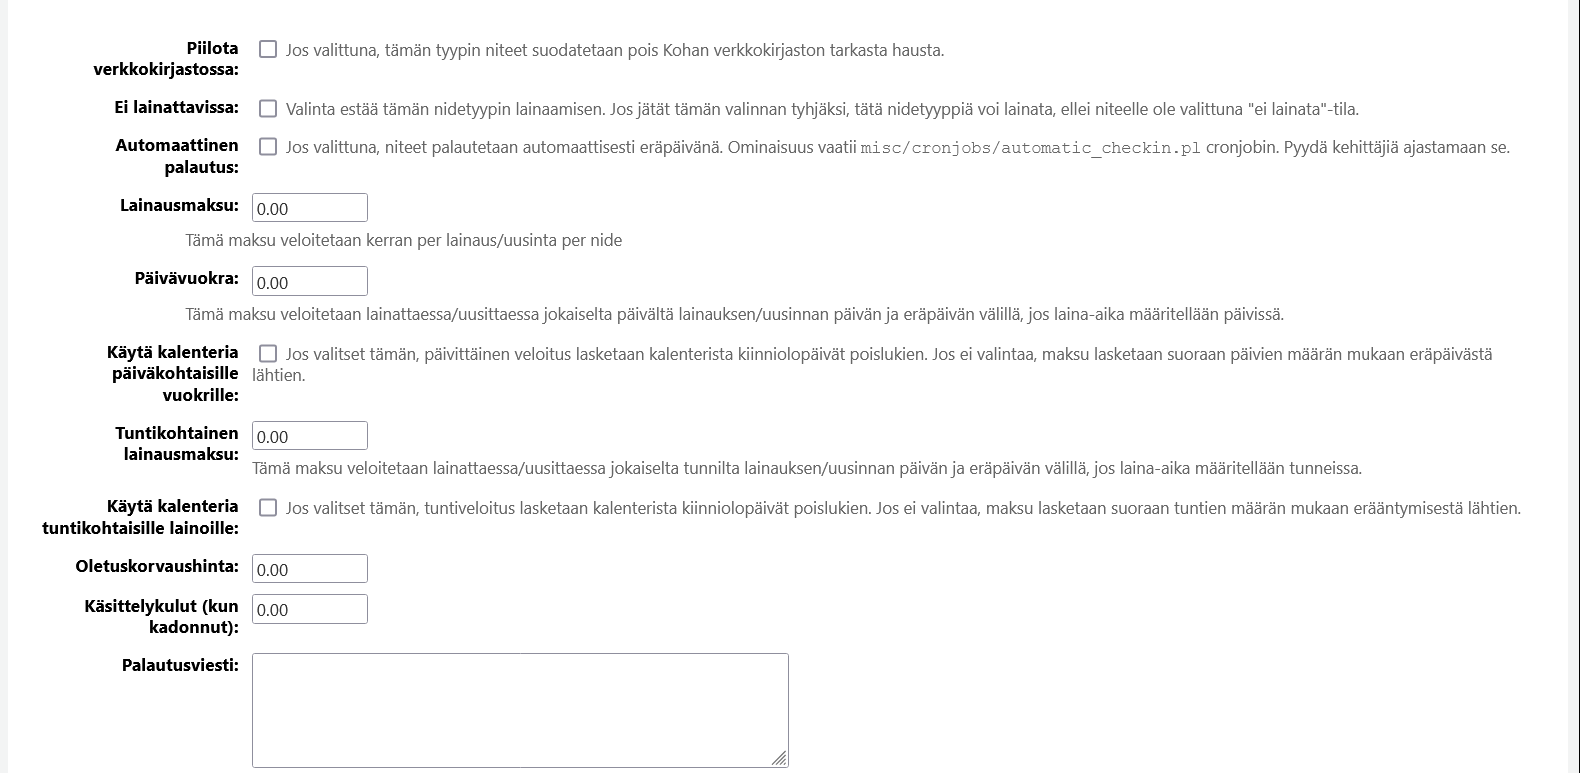 Piilota verkkokirjastossa:
Jos valittuna, tämän tyypin niteet suodatetaan pois Kohan verkkokirjaston tarkasta hausta.
Ei lainattavissa:
Valinta estää tämän nidetyypin lainaamisen. Jos jätät tämän valinnan tyhjäksi, tätä nidetyyppiä voi lainata, ellei niteelle ole valittuna "ei lainata"-tila.
Automaattinen palautus:
Jos valittuna, niteet palautetaan automaattisesti eräpäivänä. Ominaisuus vaatii misc/cronjobs/automatic_checkin.pl cronjobin. Pyydä kehittäjiä ajastamaan se.
Lainausmaksu:
0.00
Tämä maksu veloitetaan kerran per lainaus/uusinta per nide
Päivävuokra:
0.00
Tämä maksu veloitetaan lainattaessa/uusittaessa jokaiselta päivältä lainauksen/uusinnan päivän ja eräpäivän välillä, jos laina-aika määritellään päivissä.
Käytä kalenteria päiväkohtaisille vuokrille:
Jos valitset tämän, päivittäinen veloitus lasketaan kalenterista kiinniolopäivät poislukien. Jos ei valintaa, maksu lasketaan suoraan päivien määrän mukaan eräpäivästä
lähtien.
Tuntikohtainen lainausmaksu:
0.00
Tämä maksu veloitetaan lainattaessa/uusittaessa jokaiselta tunnilta lainauksen/uusinnan päivän ja eräpäivän välillä, jos laina-aika määritellään tunneissa.
Käytä kalenteria tuntikohtaisille lainoille:
Jos valitset tämän, tuntiveloitus lasketaan kalenterista kiinniolopäivät poislukien. Jos ei valintaa, maksu lasketaan suoraan tuntien määrän mukaan erääntymisestä lähtien.
Oletuskorvaushinta:
0.00
Käsittelykulut (kun kadonnut):
0.00
Palautusviesti: